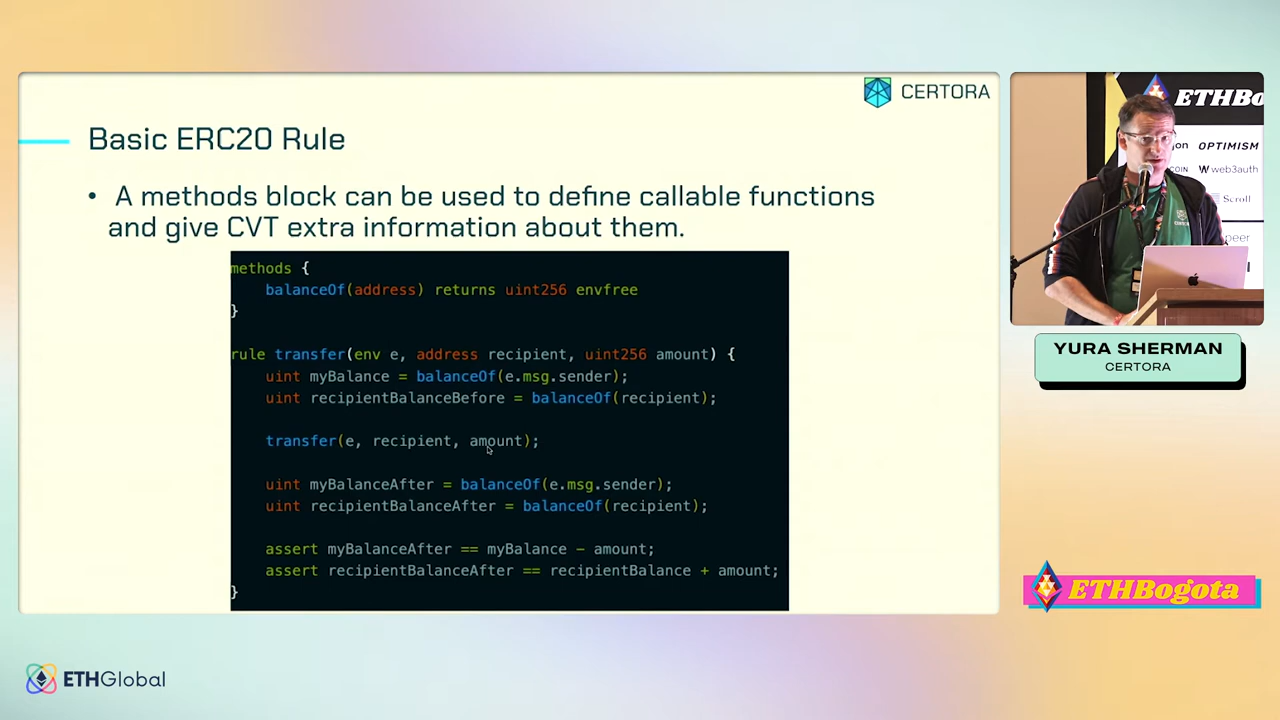 CERTORA
Basic ERC20 Rule
• A methods block can be used to define callable functions
and give CVT extra information about them.
methods {
balanceOf(address) returns uint256 envfree
}
rule transfer(env e, address recipient, uint256 amount) {
uint myBalance = balanceOf(e.msg.sender);
uint recipientBalanceBefore = balanceOf(recipient);
transfer(e, recipient, amount);
uint myBalanceAfter = balanceOf(e.msg.sender);
uint recipientBalanceAfter = balanceOf(recipient);
assert myBalanceAfter == myBalance - amount;
assert recipientBalanceAfter == recipientBalance + amount;
}
ETHBo
on OPTIMISM
COIN web3auth
Scroll
YURA SHERMAN
CERTORA
ETHBogota
ETHGlobal